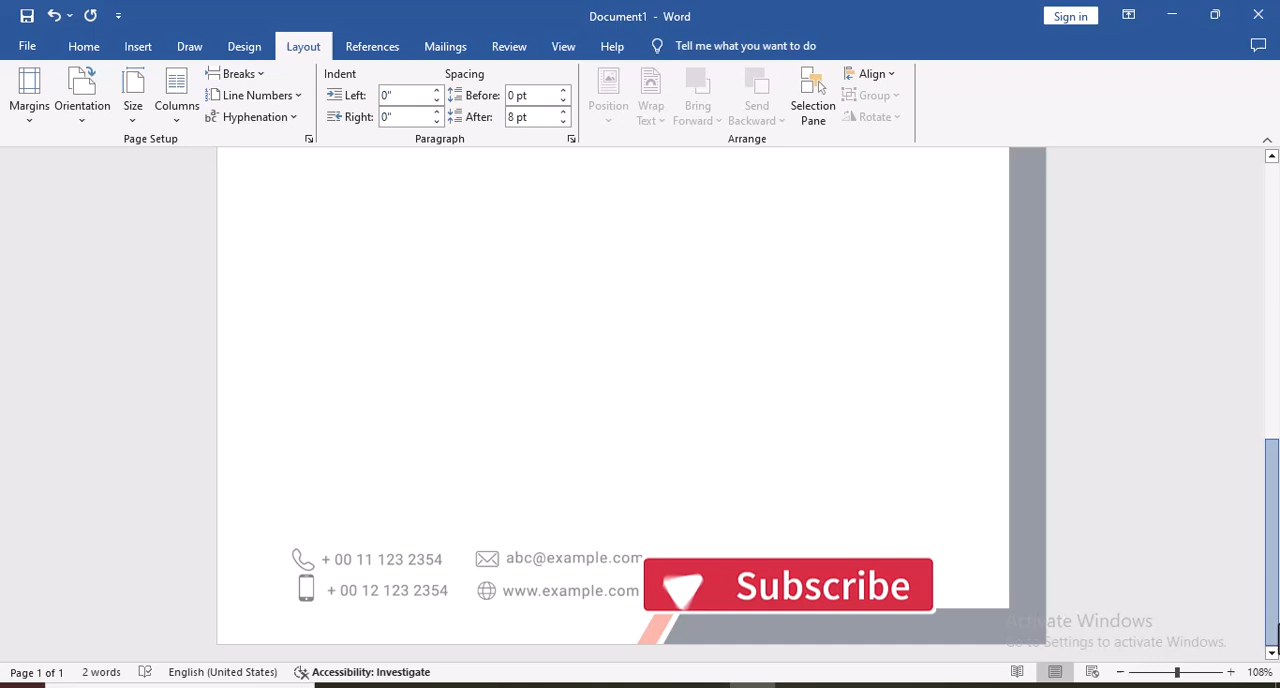 Document1 - Word
Sign in
File Home Insert Draw Design Layout References Mailings Review View Help Tell me what you want to do
Margins Orientation Size Columns
Breaks
Line Numbers
Hyphenation
Page Setup
Indent Spacing
Left: 0" Before: 0 pt
Right: 0" After: 8 pt
Paragraph
Position Wrap Text Bring Forward Send Backward Selection Pane
Align
Group
Rotate
Arrange
+ 00 11 123 2354 abc@example.com
+ 00 12 123 2354 www.example.com
Subscribe
Activate Windows
Go to Settings to activate Windows.
Page 1 of 1 2 words English (United States) Accessibility: Investigate 108%